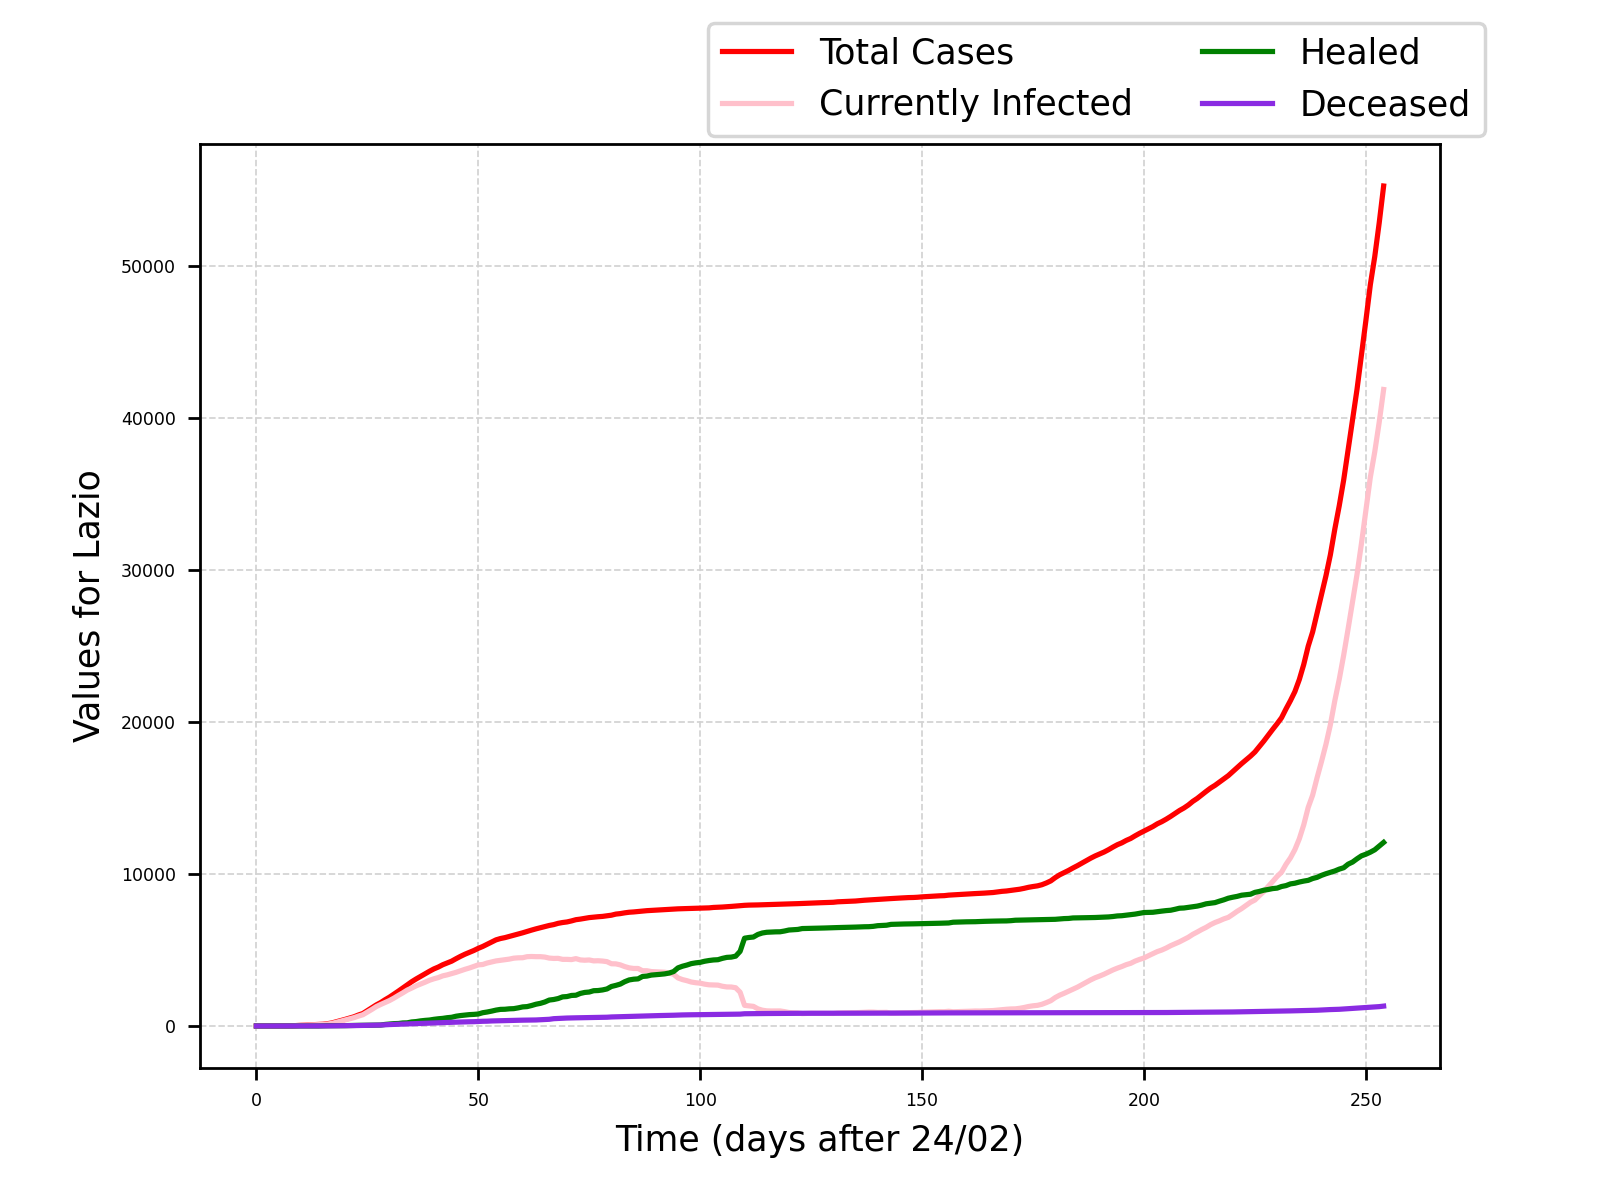 Total Cases
Currently Infected
Healed
Deceased
Values for Lazio
50000
40000
30000
20000
10000
0
0 50 100 150 200 250
Time (days after 24/02)